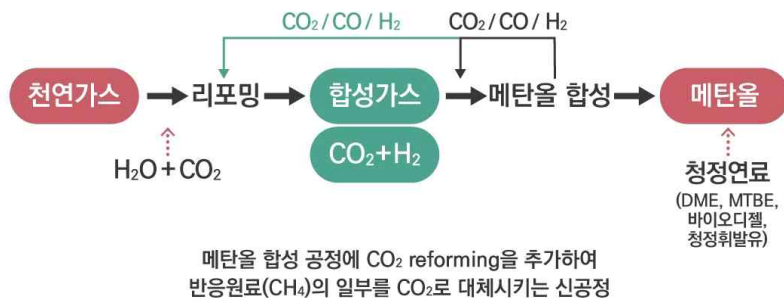 CO₂/CO/H₂ CO₂/CO/H₂
천연가스 리포밍 합성가스 메탄올 합성 메탄올
H₂O+CO₂ CO₂+H₂ 청정연료
(DME, MTBE,
바이오디젤,
청정휘발유)
메탄올 합성 공정에 CO₂ reforming을 추가하여
반응원료(CH₄)의 일부를 CO₂로 대체시키는 신공정